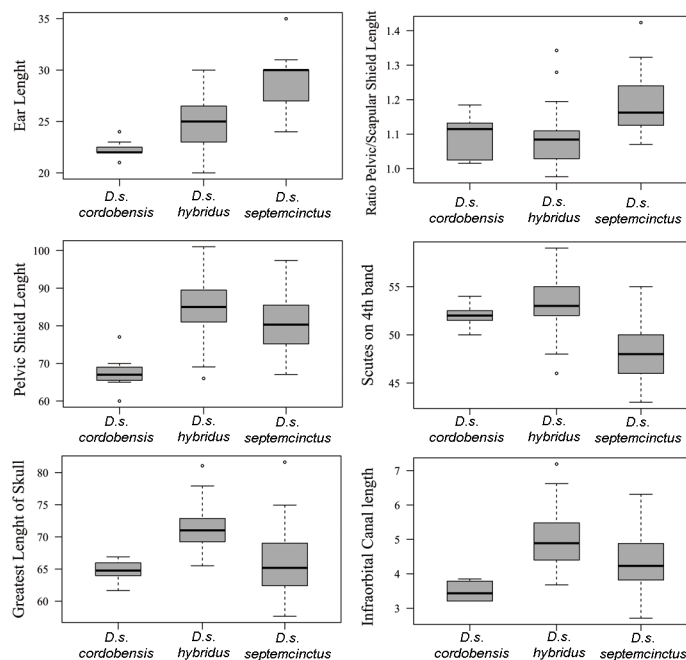 Ear Lenght
35
30
25
20
D.s. cordobensis
D.s. hybridus
D.s. septemcinctus
Ratio Pelvic/Scapular Shield Lenght
1.4
1.3
1.2
1.1
1.0
D.s. cordobensis
D.s. hybridus
D.s. septemcinctus
Pelvic Shield Lenght
100
90
80
70
60
D.s. cordobensis
D.s. hybridus
D.s. septemcinctus
Scutes on 4th band
55
50
45
D.s. cordobensis
D.s. hybridus
D.s. septemcinctus
Greatest Lenght of Skull
80
75
70
65
60
D.s. cordobensis
D.s. hybridus
D.s. septemcinctus
Infraorbital Canal length
7
6
5
4
3
D.s. cordobensis
D.s. hybridus
D.s. septemcinctus